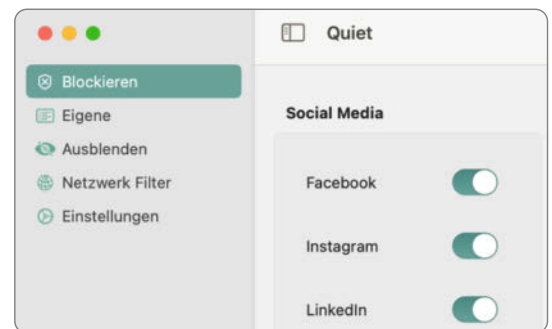 Quiet
Blockieren
Eigene
Ausblenden
Netzwerk Filter
Einstellungen
Social Media
Facebook
Instagram
LinkedIn